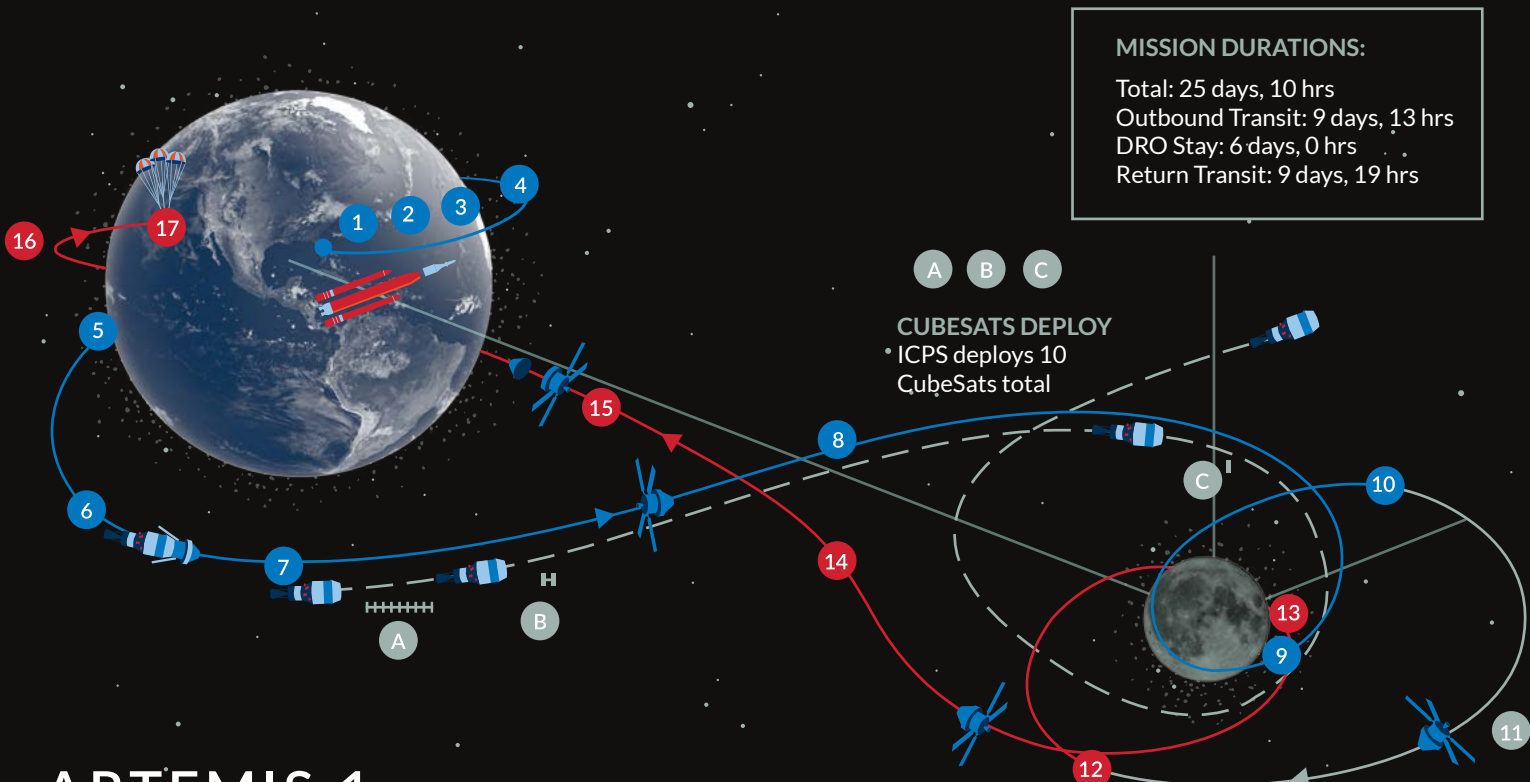 MISSION DURATIONS:
Total: 25 days, 10 hrs
Outbound Transit: 9 days, 13 hrs
DRO Stay: 6 days, 0 hrs
Return Transit: 9 days, 19 hrs
4
3
2
1
17
16
A B C
CUBESATS DEPLOY
ICPS deploys 10
CubeSats total
5
15
8
C
10
6
7
14
13
B
A
9
11
12
ARTEMIS 1